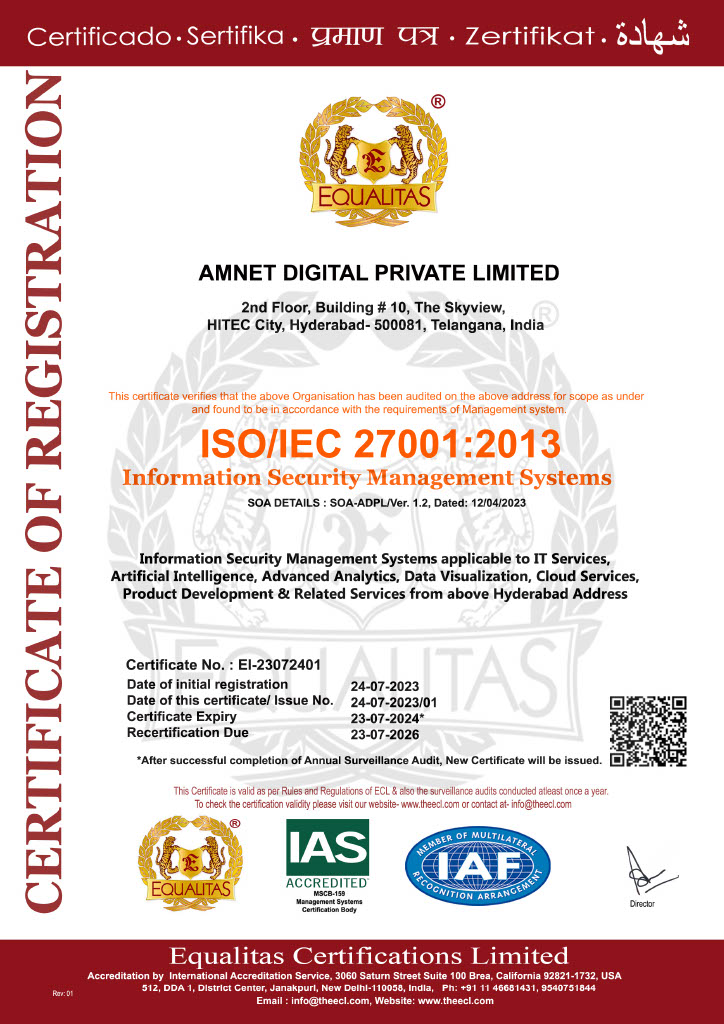 Certificado • Sertifika • प्रमाण पत्र • Zertifikat • شهادة
CERTIFICATE OF REGISTRATION
®
E
EQUALITAS
AMNET DIGITAL PRIVATE LIMITED
2nd Floor, Building # 10, The Skyview,
HITEC City, Hyderabad- 500081, Telangana, India
®
This certificate verifies that the above Organisation has been audited on the above address for scope as under
and found to be in accordance with the requirements of Management system.
ISO/IEC 27001:2013
Information Security Management Systems
SOA DETAILS : SOA-ADPL/Ver. 1.2, Dated: 12/04/2023
E
Information Security Management Systems applicable to IT Services,
Artificial Intelligence, Advanced Analytics, Data Visualization, Cloud Services,
Product Development & Related Services from above Hyderabad Address
EQUALITAS
Certificate No. : EI-23072401
Date of initial registration 24-07-2023
Date of this certificate/ Issue No. 24-07-2023/01
Certificate Expiry 23-07-2024*
Recertification Due 23-07-2026
*After successful completion of Annual Surveillance Audit, New Certificate will be issued.
This Certificate is valid as per Rules and Regulations of ECL & also the surveillance audits conducted atleast once a year.
To check the certification validity please visit our website- www.theecl.com or contact at- info@theecl.com
®
E
EQUALITAS
IAS
ACCREDITED
MSCB-159
Management Systems
Certification Body
MEMBER OF MULTILATERAL
IAF
RECOGNITION ARRANGEMENT
Director
Equalitas Certifications Limited
Accreditation by International Accreditation Service, 3060 Saturn Street Suite 100 Brea, California 92821-1732, USA
512, DDA 1, District Center, Janakpuri, New Delhi-110058, India, Ph: +91 11 46681431, 9540751844
Email : info@theecl.com, Website: www.theecl.com
Rev: 01